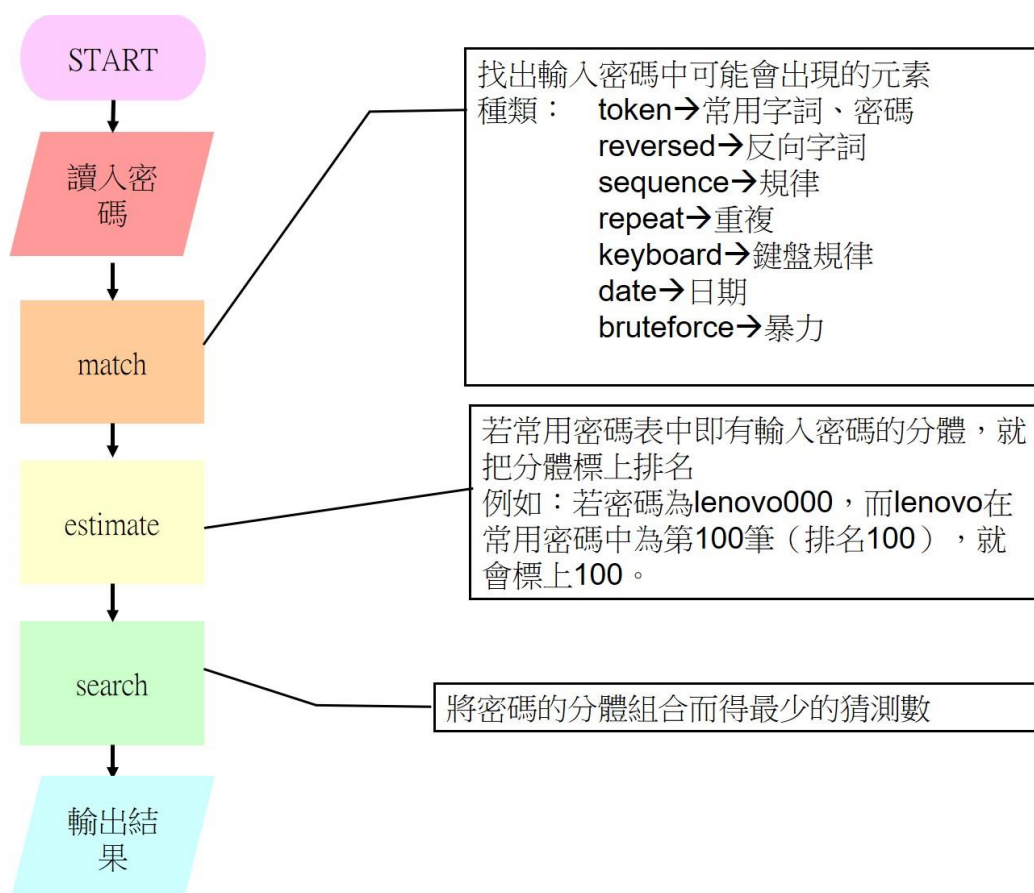 START
讀入密
碼
match
estimate
search
輸出結
果
找出輸入密碼中可能會出現的元素
種類： token→常用字詞、密碼
reversed→反向字詞
sequence→規律
repeat→重複
keyboard→鍵盤規律
date→日期
bruteforce→暴力
若常用密碼表中即有輸入密碼的分體，就
把分體標上排名
例如：若密碼為lenovo000，而lenovo在
常用密碼中為第100筆（排名100），就
會標上100。
將密碼的分體組合而得最少的猜測數